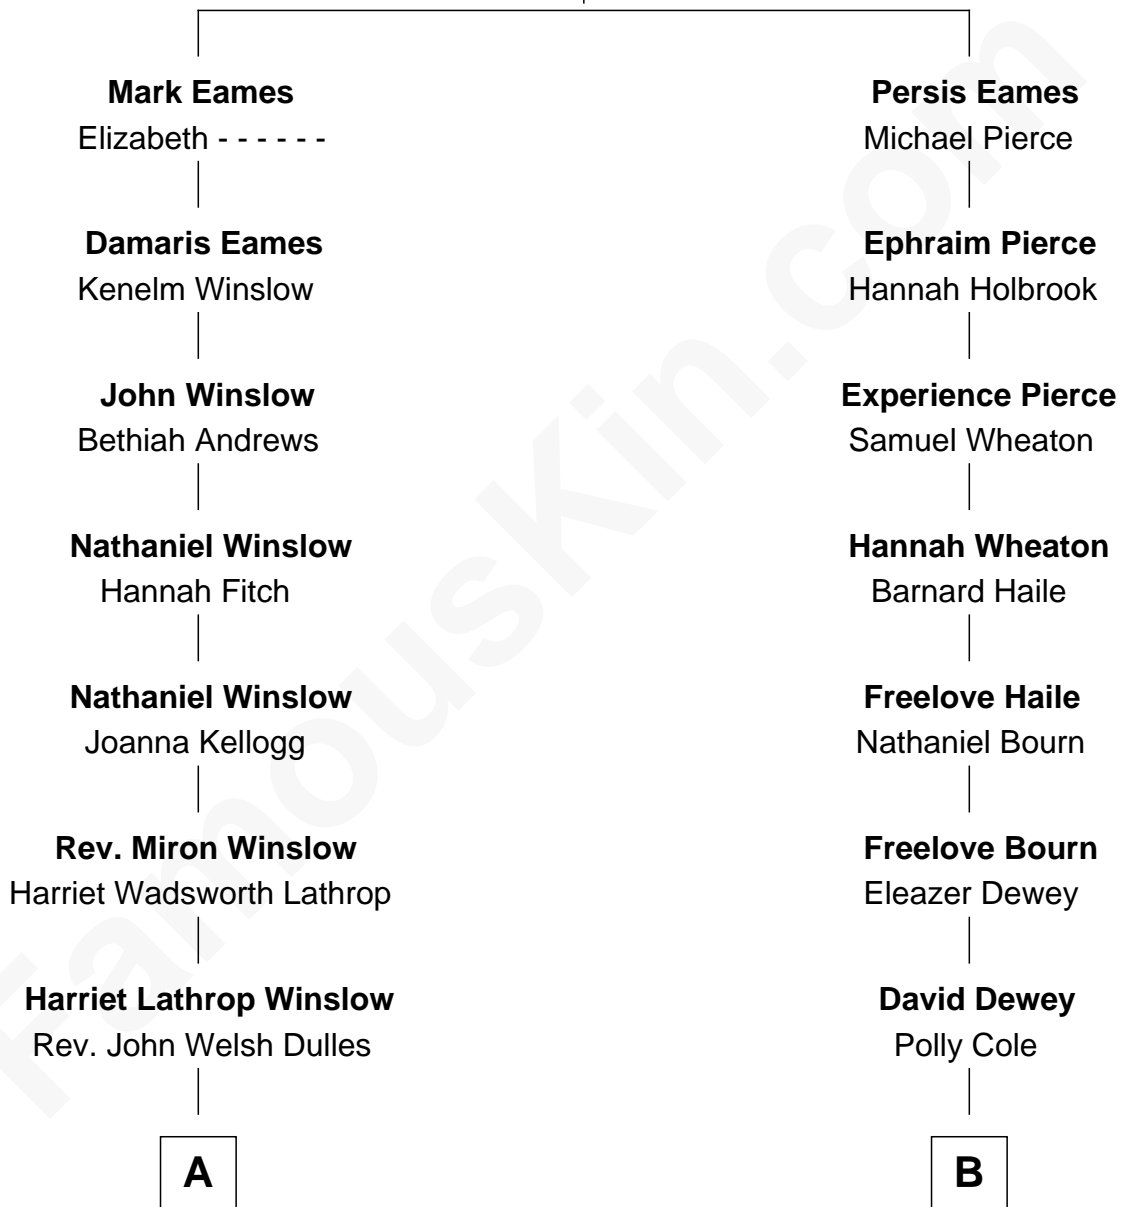 Mark Eames
Elizabeth - - - - - -
Persis Eames
Michael Pierce
Damaris Eames
Kenelm Winslow
Ephraim Pierce
Hannah Holbrook
John Winslow
Bethiah Andrews
Experience Pierce
Samuel Wheaton
Nathaniel Winslow
Hannah Fitch
Hannah Wheaton
Barnard Haile
Nathaniel Winslow
Joanna Kellogg
Freelove Haile
Nathaniel Bourn
Rev. Miron Winslow
Harriet Wadsworth Lathrop
Freelove Bourn
Eleazer Dewey
Harriet Lathrop Winslow
Rev. John Welsh Dulles
David Dewey
Polly Cole
A
B
FamousKin.com